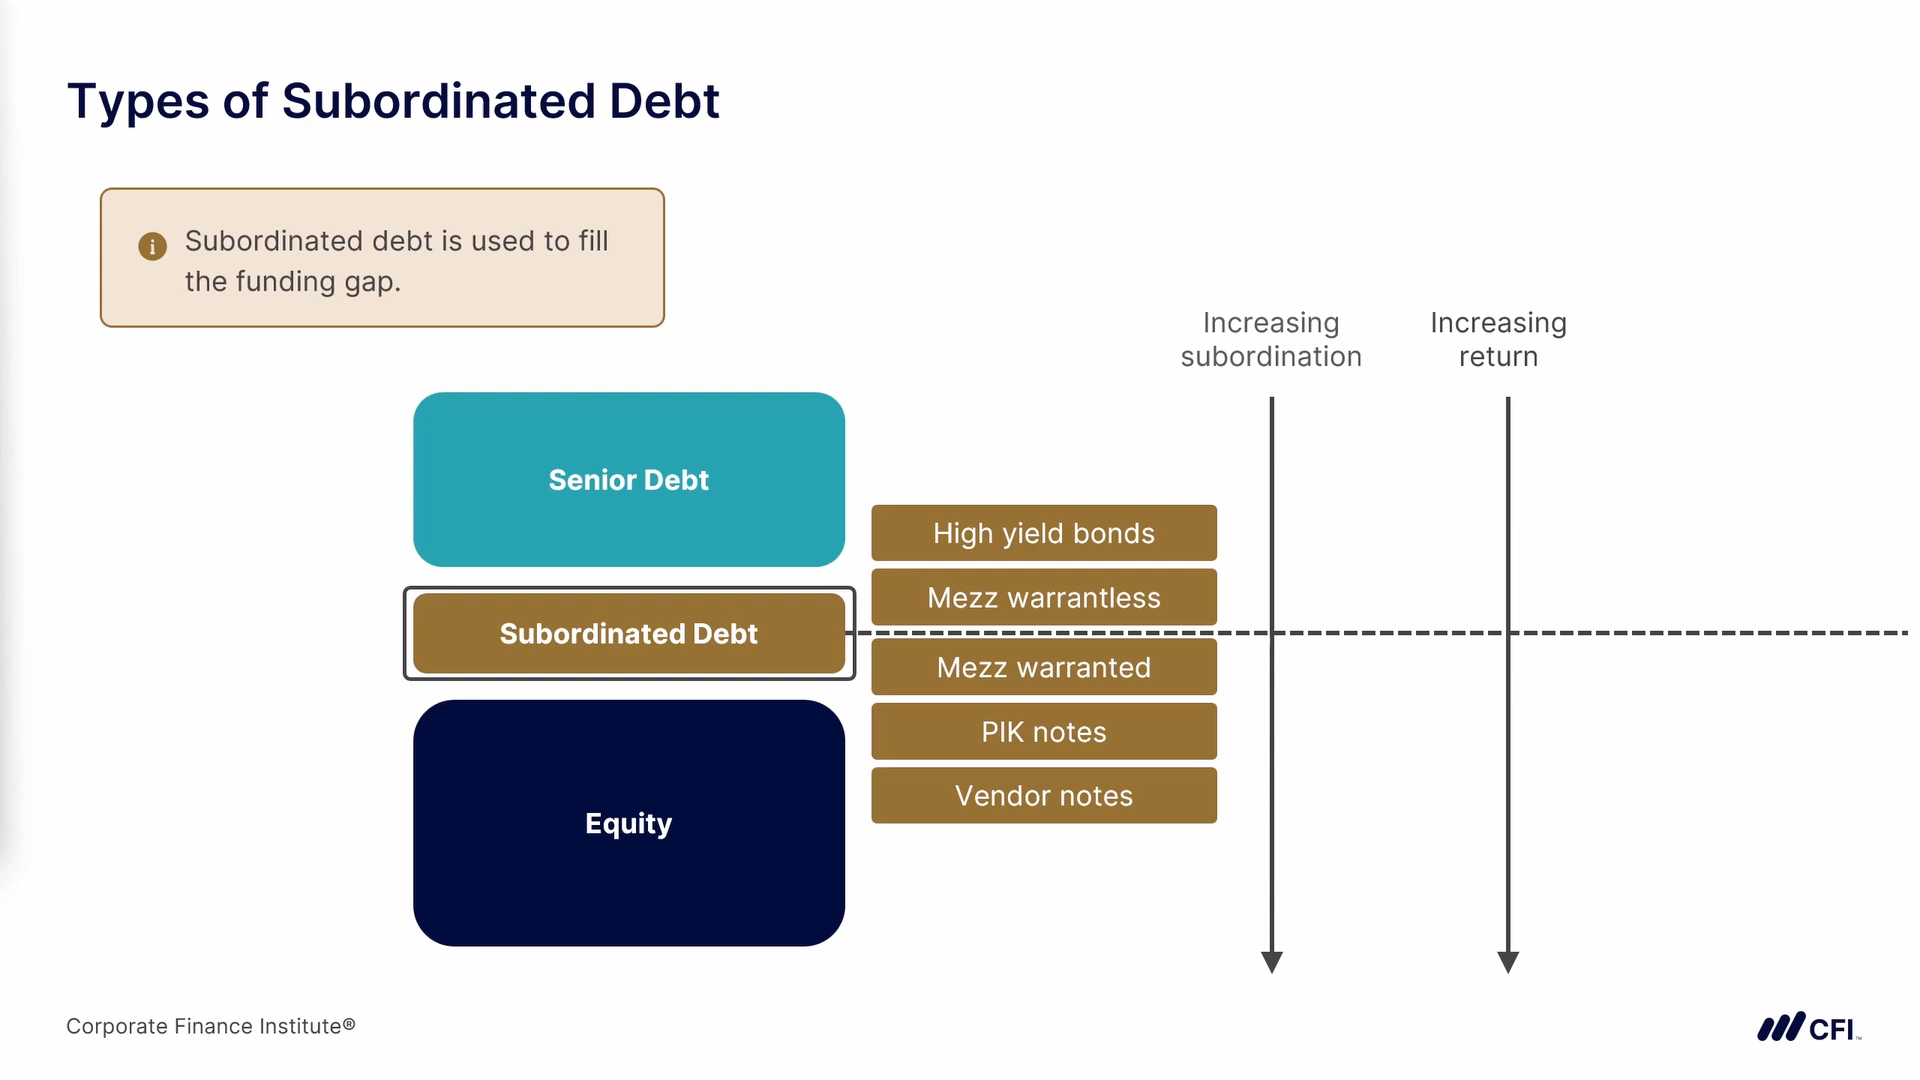 Types of Subordinated Debt
i
Subordinated debt is used to fill
the funding gap.
Increasing
subordination
Increasing
return
Senior Debt
Subordinated Debt
Equity
High yield bonds
Mezz warrantless
Mezz warranted
PIK notes
Vendor notes
Corporate Finance Institute®
CFI™